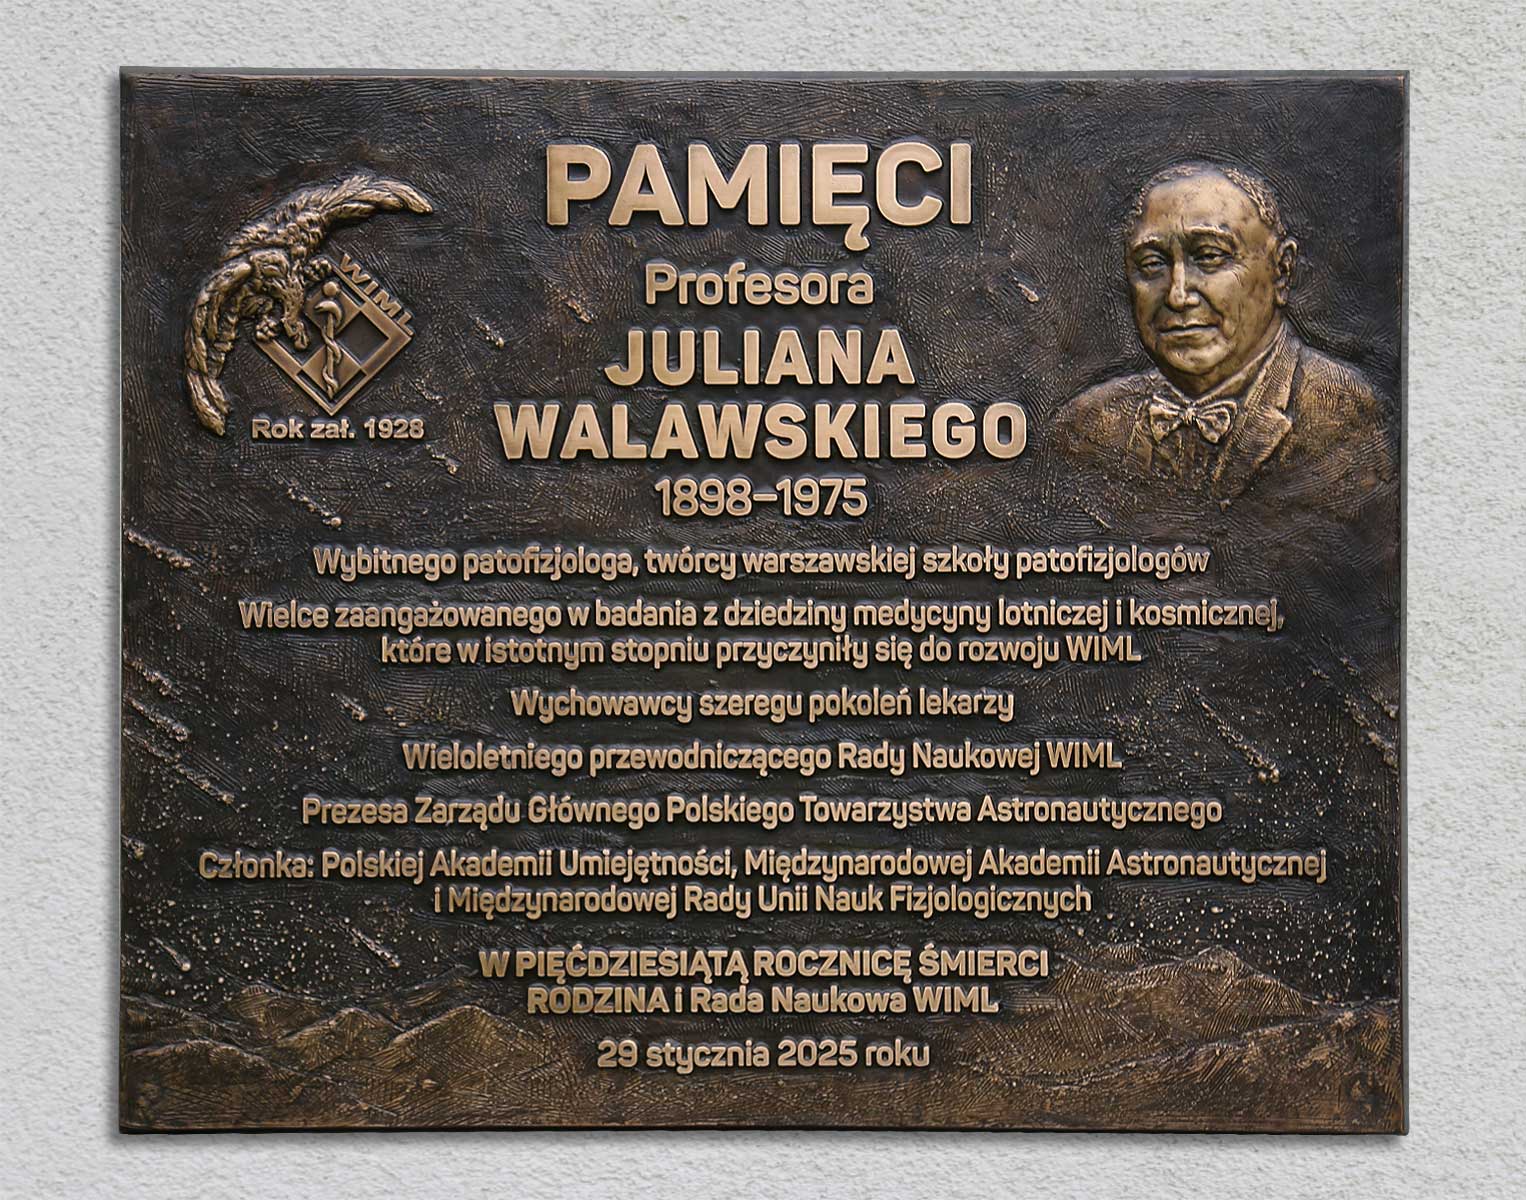 PAMIĘCI
Profesora
JULIANA
WALAWSKIEGO
1898–1975
WIML
Rok zał. 1928
Wybitnego patofizjologa, twórcy warszawskiej szkoły patofizjologów
Wielce zaangażowanego w badania z dziedziny medycyny lotniczej i kosmicznej,
które w istotnym stopniu przyczyniły się do rozwoju WIML
Wychowawcy szeregu pokoleń lekarzy
Wieloletniego przewodniczącego Rady Naukowej WIML
Prezesa Zarządu Głównego Polskiego Towarzystwa Astronautycznego
Członka: Polskiej Akademii Umiejętności, Międzynarodowej Akademii Astronautycznej
i Międzynarodowej Rady Unii Nauk Fizjologicznych
W PIĘĆDZIESIĄTĄ ROCZNICĘ ŚMIERCI
RODZINA i Rada Naukowa WIML
29 stycznia 2025 roku